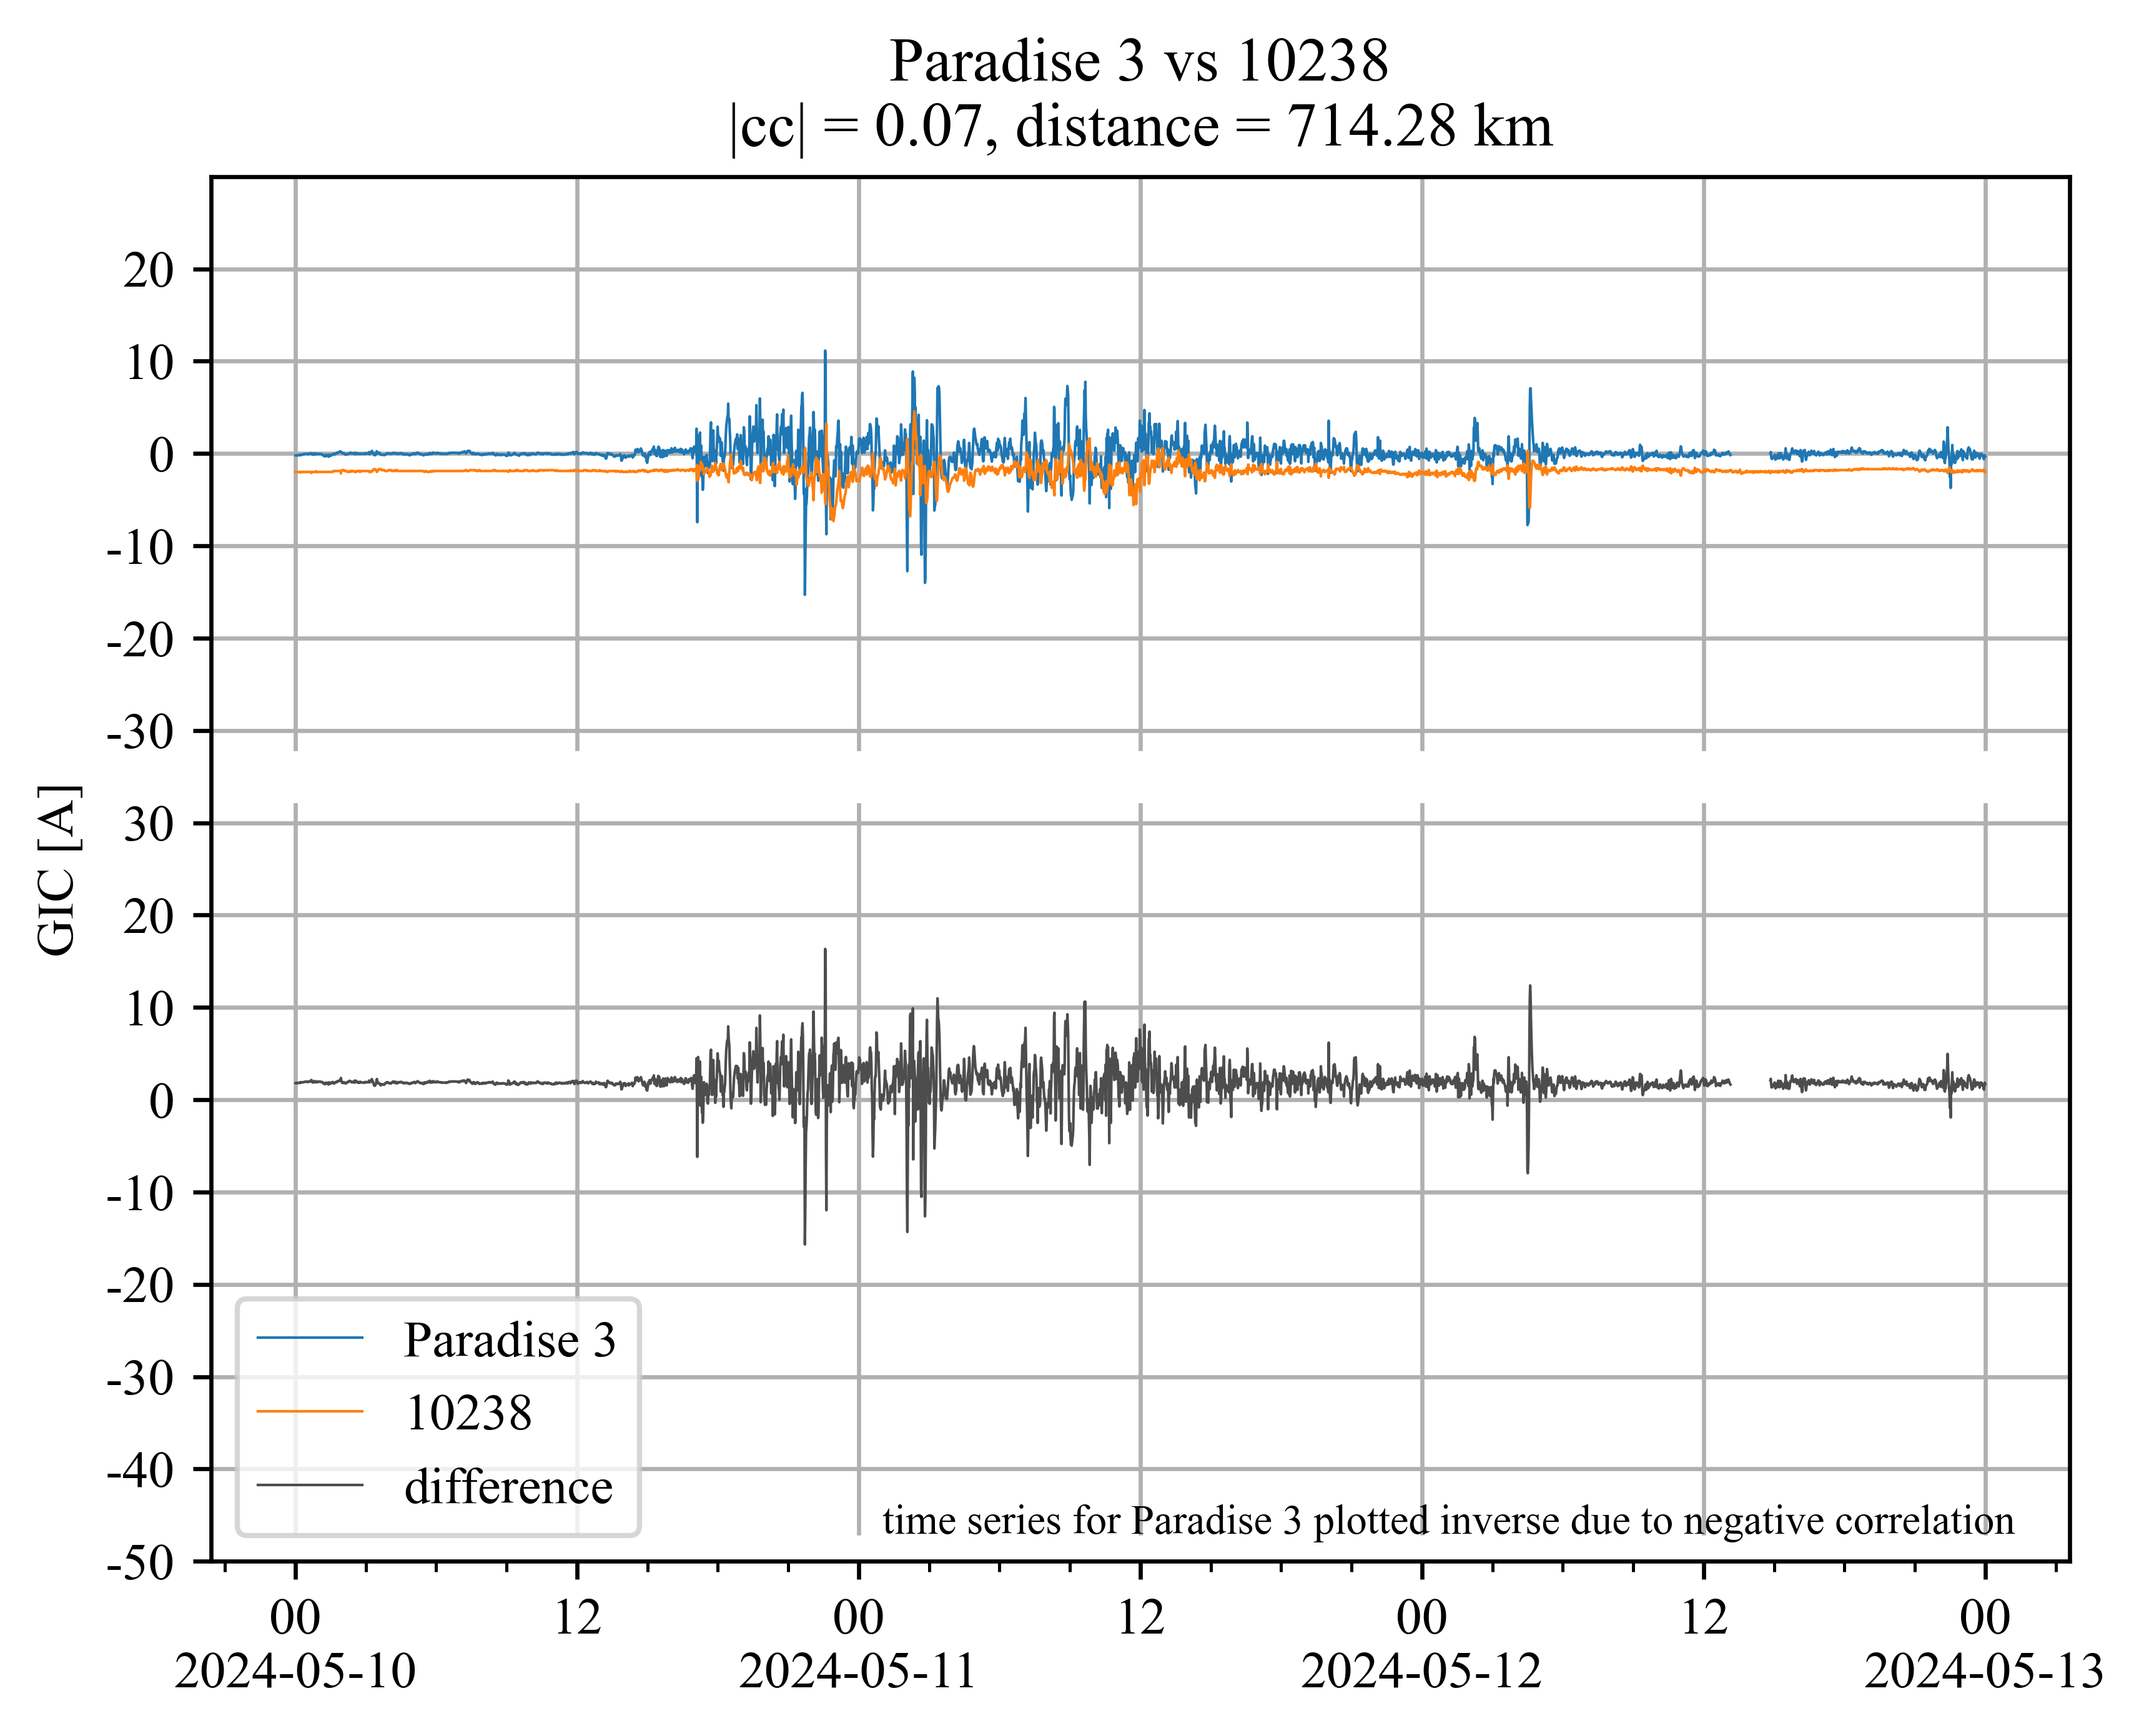 Paradise 3 vs 10238
|cc| = 0.07, distance = 714.28 km
20
10
0
-10
-20
-30
30
20
10
0
-10
-20
-30
-40
-50
GIC [A]
Paradise 3
10238
difference
time series for Paradise 3 plotted inverse due to negative correlation
00 12 00 12 00 12 00
2024-05-10 2024-05-11 2024-05-12 2024-05-13